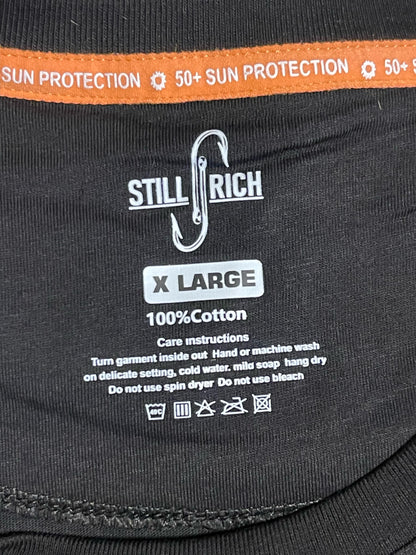 SUN PROTECTION 50+ SUN PROTECTION 50+
STILL RICH
X LARGE
100%Cotton
Care instructions
Turn garment inside out Hand or machine wash
on delicate setting, cold water. mild soap hang dry
Do not use spin dryer Do not use bleach
40C